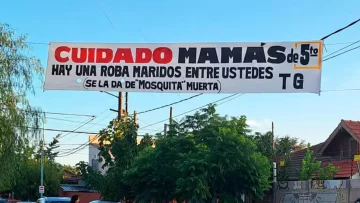 CUIDADO MAMÁS de 5to
HAY UNA ROBA MARIDOS ENTRE USTEDES
(SE LA DA DE "MOSQUITA" MUERTA) TG